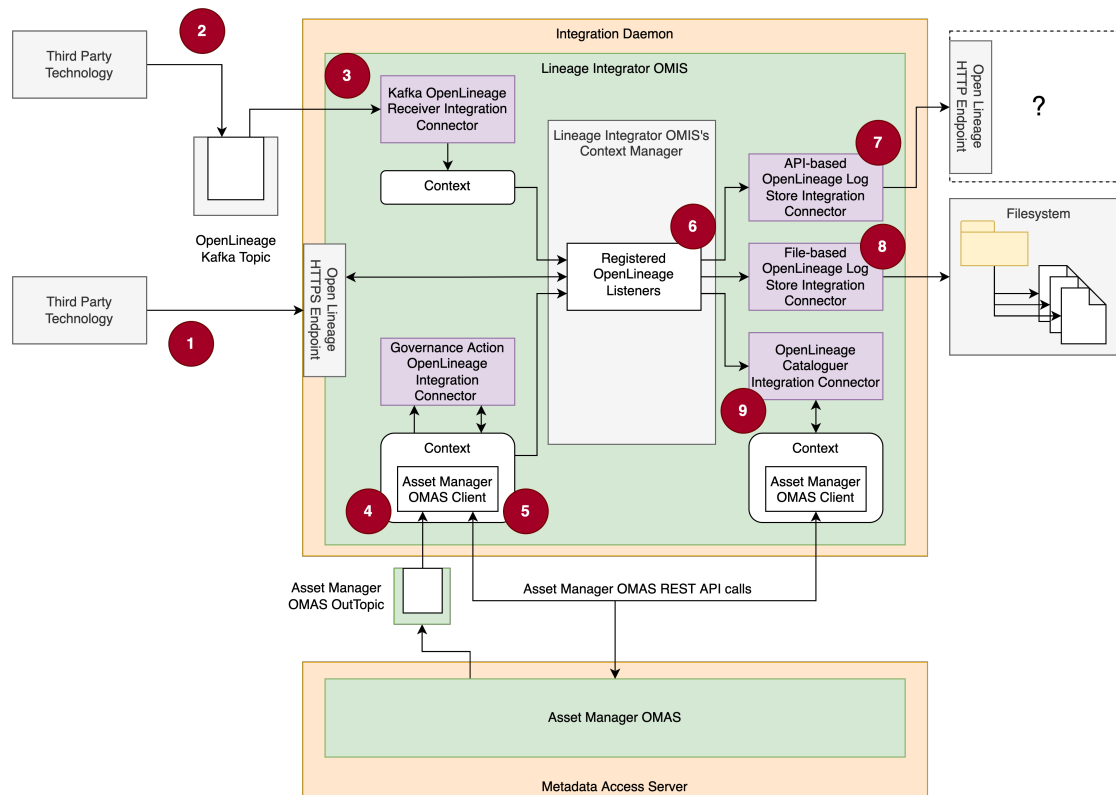 2
Third Party
Technology
Integration Daemon
Lineage Integrator OMIS
3
Kafka OpenLineage
Receiver Integration
Connector
Context
Lineage Integrator OMIS's
Context Manager
7
API-based
OpenLineage Log
Store Integration
Connector
Open Lineage
HTTP Endpoint
?
OpenLineage
Kafka Topic
6
Registered
OpenLineage
Listeners
8
File-based
OpenLineage Log
Store Integration
Connector
Filesystem
Third Party
Technology
1
Open Lineage
HTTPS Endpoint
Governance Action
OpenLineage
Integration
Connector
OpenLineage
Cataloguer
Integration Connector
9
Context
Asset Manager
OMAS Client
4
5
Context
Asset Manager
OMAS Client
Asset Manager
OMAS OutTopic
Asset Manager OMAS REST API calls
Asset Manager OMAS
Metadata Access Server